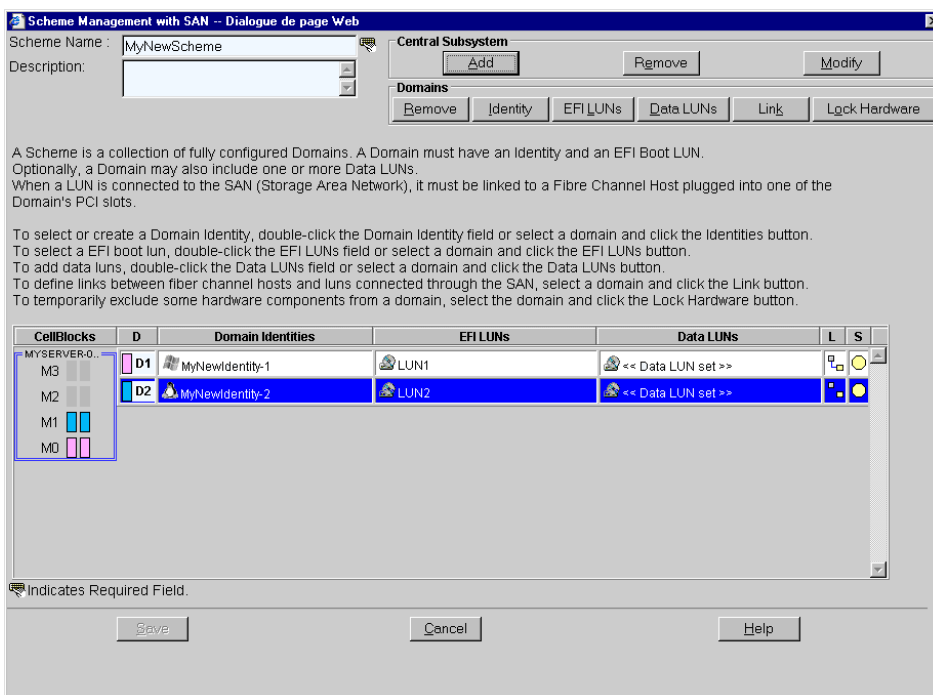 Scheme Management with SAN -- Dialogue de page Web
Scheme Name :
MyNewScheme
Description:
Central Subsystem
Add
Remove
Modify
Domains
Remove
Identity
EFI LUNs
Data LUNs
Link
Lock Hardware
A Scheme is a collection of fully configured Domains. A Domain must have an Identity and an EFI Boot LUN.
Optionally, a Domain may also include one or more Data LUNs.
When a LUN is connected to the SAN (Storage Area Network), it must be linked to a Fibre Channel Host plugged into one of the
Domain's PCI slots.
To select or create a Domain Identity, double-click the Domain Identity field or select a domain and click the Identities button.
To select a EFI boot lun, double-click the EFI LUNs field or select a domain and click the EFI LUNs button.
To add data luns, double-click the Data LUNs field or select a domain and click the Data LUNs button.
To define links between fiber channel hosts and luns connected through the SAN, select a domain and click the Link button.
To temporarily exclude some hardware components from a domain, select the domain and click the Lock Hardware button.
CellBlocks D Domain Identities EFI LUNs Data LUNs L S
MYSERVER-0..
M3
M2
M1
M0
D1 MyNewIdentity-1 LUN1 << Data LUN set >>
D2 MyNewIdentity-2 LUN2 << Data LUN set >>
Indicates Required Field.
Save
Cancel
Help